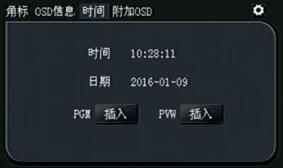 角标 OSD信息 时间 附加OSD
时间 10:28:11
日期 2016-01-09
PGM 插入 PVW 插入